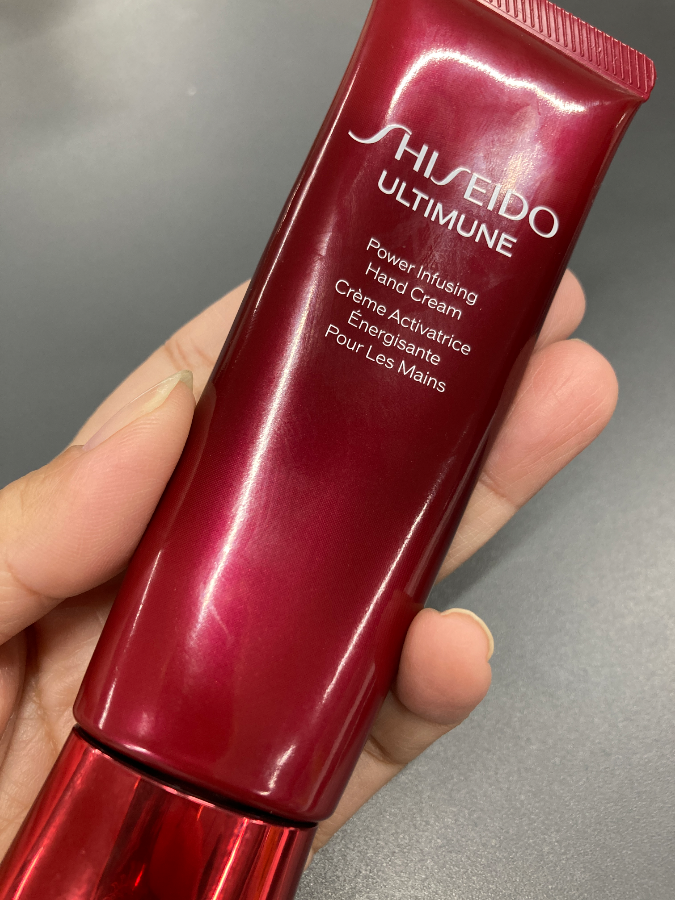 SHISEIDO
ULTIMUNE
Power Infusing
Hand Cream
Crème Activatrice
Énergisante
Pour Les Mains